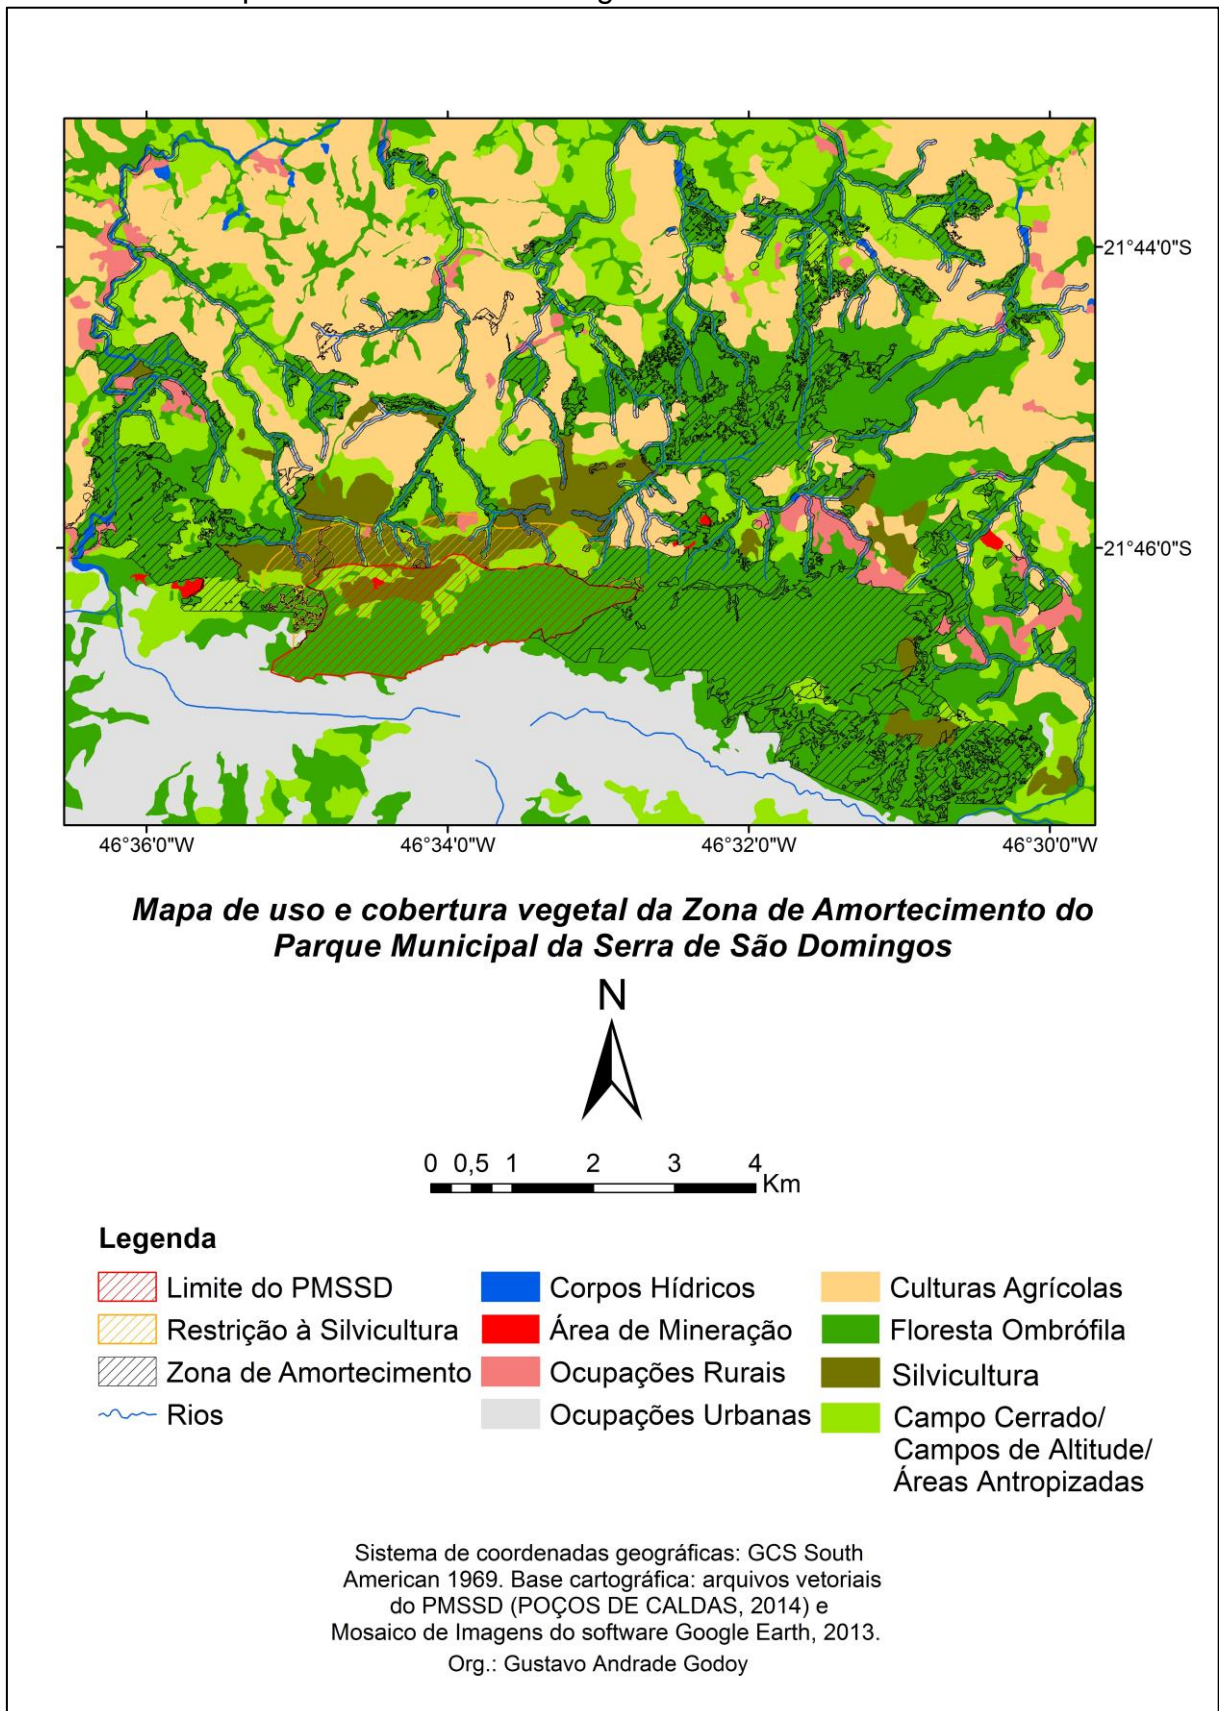 21°44'0"S
21°46'0"S
46°36'0"W 46°34'0"W 46°32'0"W 46°30'0"W
Mapa de uso e cobertura vegetal da Zona de Amortecimento do
Parque Municipal da Serra de São Domingos
N
0 0,5 1 2 3 4
Km
Legenda
Limite do PMSSD
Restrição à Silvicultura
Zona de Amortecimento
Rios
Corpos Hídricos
Área de Mineração
Ocupações Rurais
Ocupações Urbanas
Culturas Agrícolas
Floresta Ombrófila
Silvicultura
Campo Cerrado/
Campos de Altitude/
Áreas Antropizadas
Sistema de coordenadas geográficas: GCS South
American 1969. Base cartográfica: arquivos vetoriais
do PMSSD (POÇOS DE CALDAS, 2014) e
Mosaico de Imagens do software Google Earth, 2013.
Org.: Gustavo Andrade Godoy